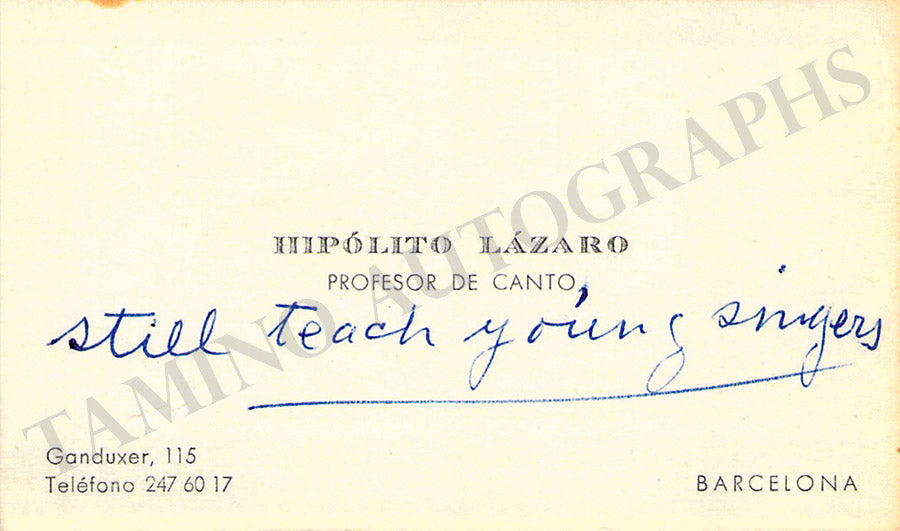 HIPÓLITO LÁZARO
PROFESOR DE CANTO
still teach young singers
Ganduxer, 115
Teléfono 247 60 17
BARCELONA
TAMINO AUTOGRAPHS